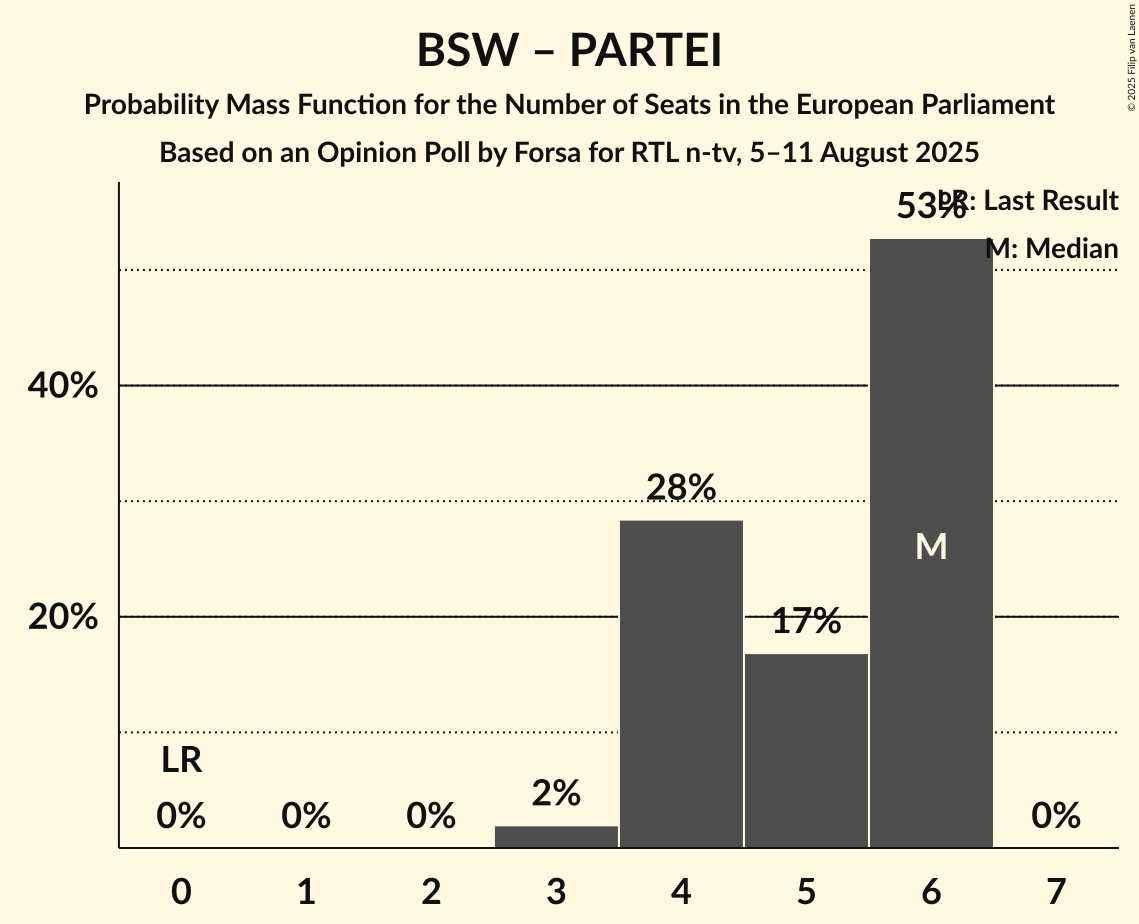 BSW – PARTEI
Probability Mass Function for the Number of Seats in the European Parliament
Based on an Opinion Poll by Forsa for RTL n-tv, 5–11 August 2025
© 2025 Filip van Laenen
LR: Last Result
M: Median
53%
40%
28%
M
20%
17%
LR
2%
0% 0% 0% 0%
0 1 2 3 4 5 6 7